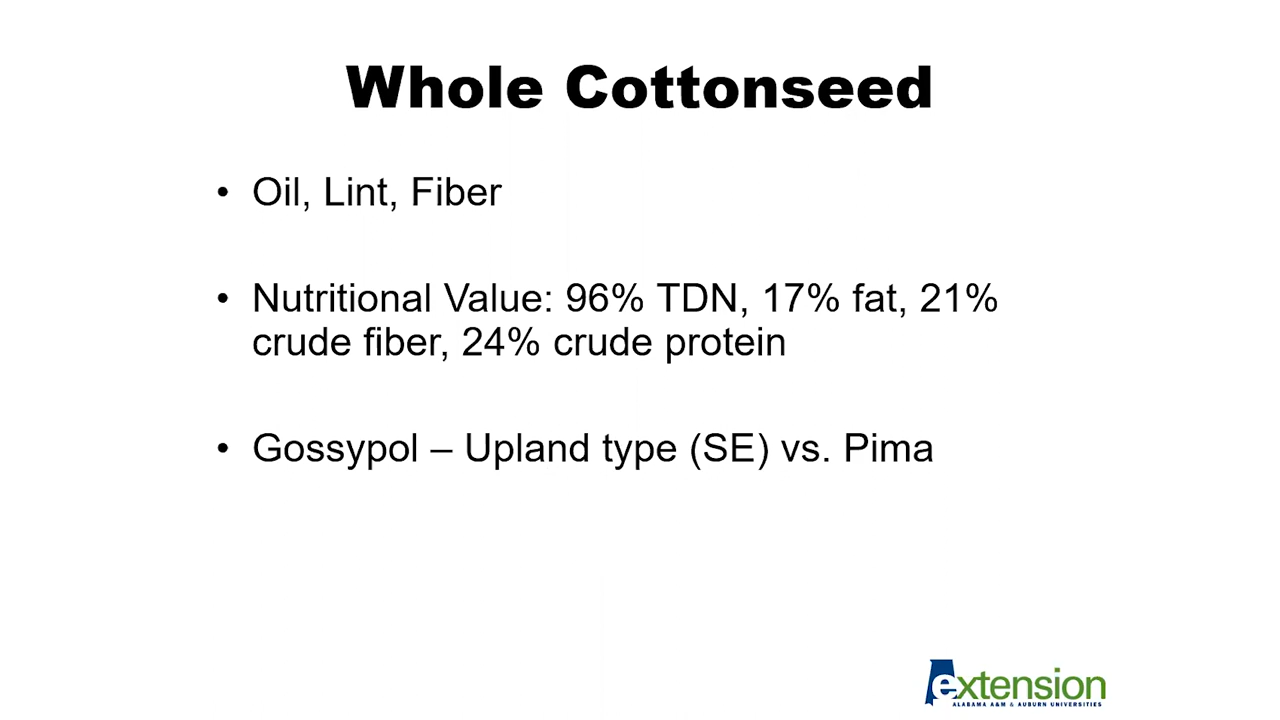 Whole Cottonseed
• Oil, Lint, Fiber
• Nutritional Value: 96% TDN, 17% fat, 21%
crude fiber, 24% crude protein
• Gossypol – Upland type (SE) vs. Pima
extension
ALABAMA A&M & AUBURN UNIVERSITIES